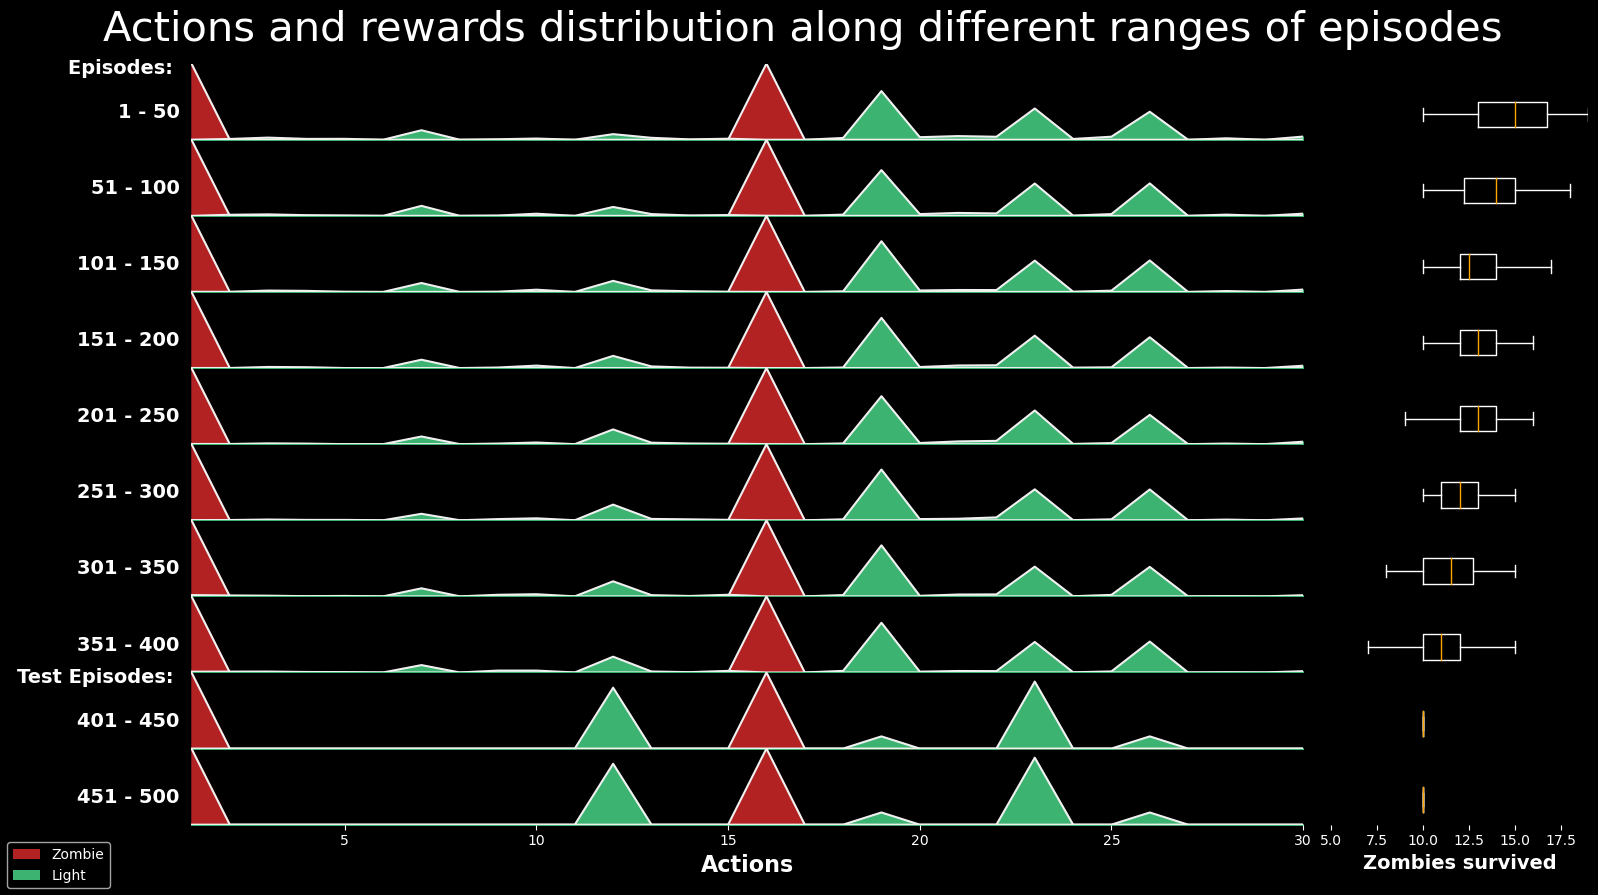 Actions and rewards distribution along different ranges of episodes
Episodes:
1 - 50
51 - 100
101 - 150
151 - 200
201 - 250
251 - 300
301 - 350
351 - 400
Test Episodes:
401 - 450
451 - 500
5 10 15 20 25 30 5.0 7.5 10.0 12.5 15.0 17.5
Actions
Zombies survived
Zombie
Light